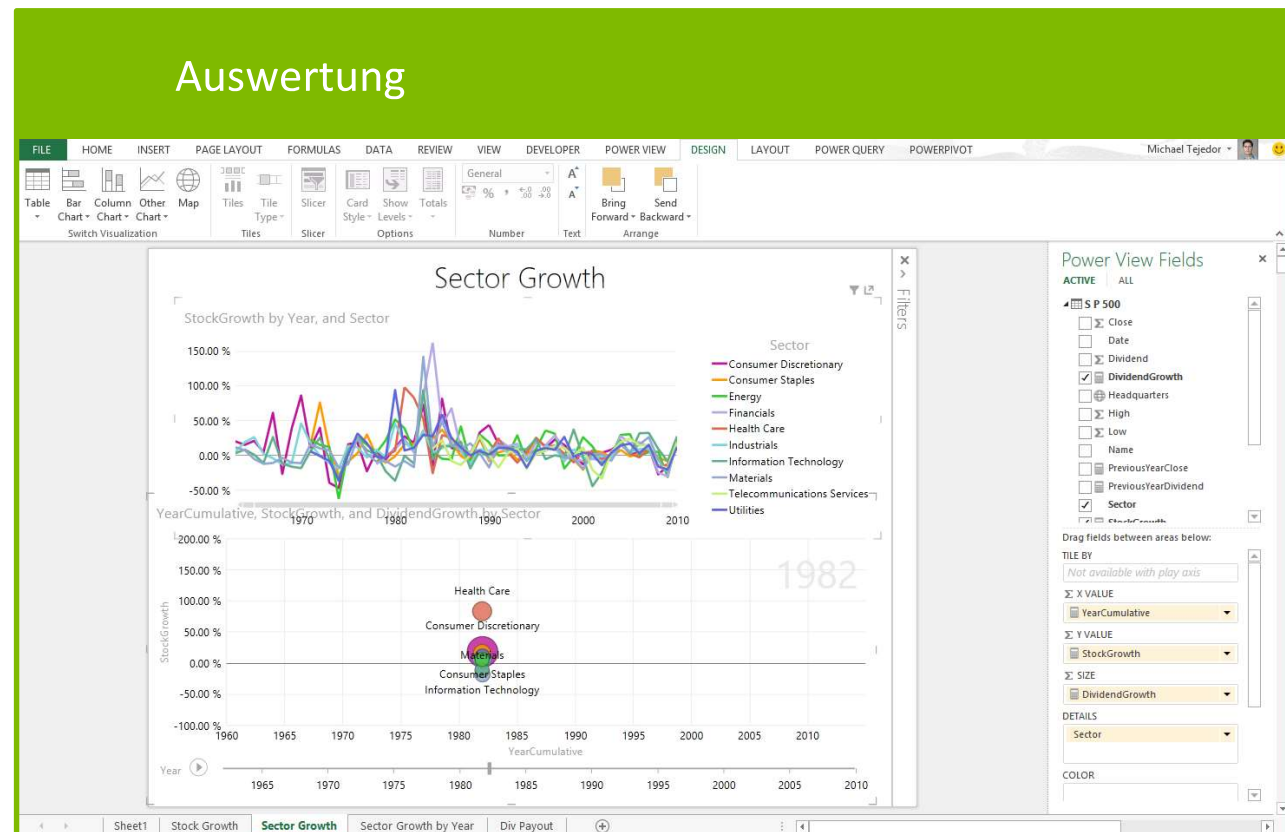 Auswertung
FILE HOME INSERT PAGE LAYOUT FORMULAS DATA REVIEW VIEW DEVELOPER POWER VIEW DESIGN LAYOUT POWER QUERY POWERPIVOT Michael Tejedor
Table Bar Chart Column Chart Other Chart Map Tiles Tile Type Slicer Card Style Show Levels Totals General Bring Forward Send Backward
% , .00 A A
Switch Visualization Tiles Slicer Options Number Text Arrange
Sector Growth
Filters
StockGrowth by Year, and Sector
150.00 %
100.00 %
50.00 %
0.00 %
-50.00 %
1970 1980 1990 2000 2010
Sector
Consumer Discretionary
Consumer Staples
Energy
Financials
Health Care
Industrials
Information Technology
Materials
Telecommunications Services
Utilities
YearCumulative, StockGrowth, and DividendGrowth by Sector
200.00 %
150.00 %
100.00 %
50.00 %
0.00 %
-50.00 %
-100.00 %
StockGrowth
1982
Health Care
Consumer Discretionary
Materials
Consumer Staples
Information Technology
1960 1965 1970 1975 1980 1985 1990 1995 2000 2005 2010
YearCumulative
Year
1965 1970 1975 1980 1985 1990 1995 2000 2005 2010
Power View Fields
ACTIVE ALL
S P 500
Σ Close
Date
Σ Dividend
DividendGrowth
Headquarters
Σ High
Σ Low
Name
PreviousYearClose
PreviousYearDividend
Sector
StockGrowth
Drag fields between areas below:
TILE BY
Not available with play axis
Σ X VALUE
YearCumulative
Σ Y VALUE
StockGrowth
Σ SIZE
DividendGrowth
DETAILS
Sector
COLOR
Sheet1 Stock Growth Sector Growth Sector Growth by Year Div Payout